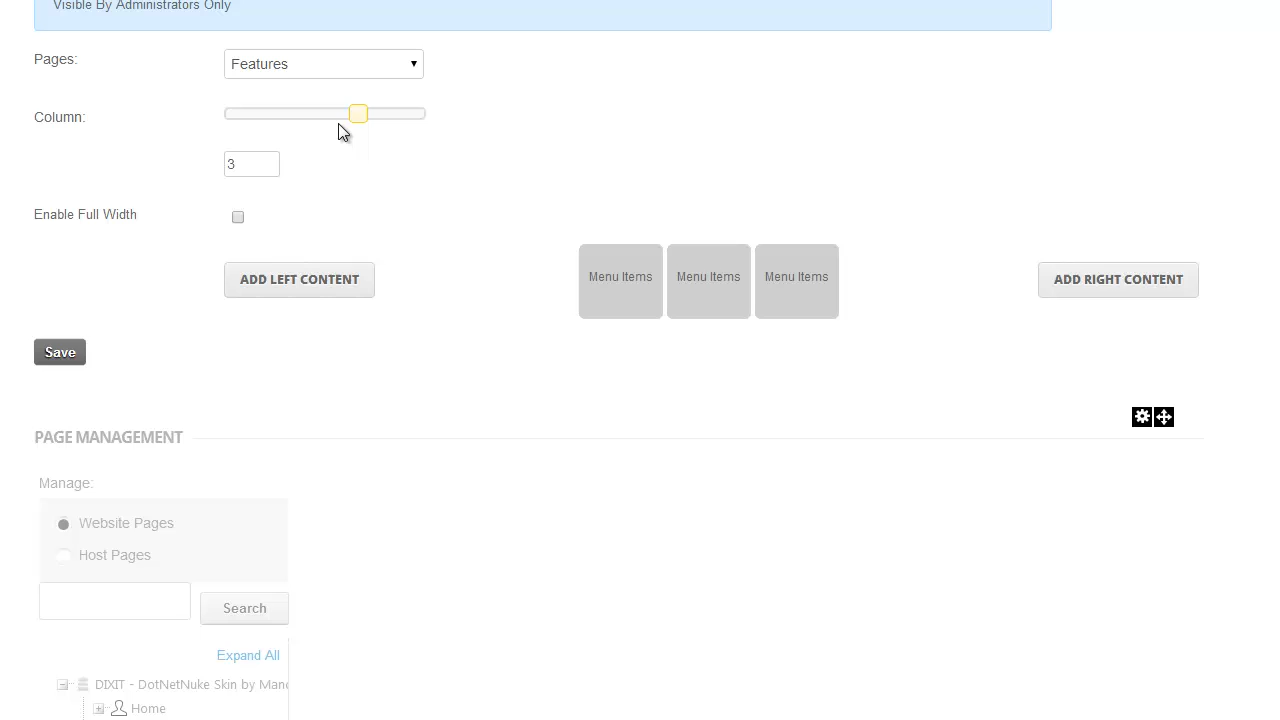 Visible By Administrators Only
Pages:
Features
Column:
3
Enable Full Width
ADD LEFT CONTENT
Menu Items
Menu Items
Menu Items
ADD RIGHT CONTENT
Save
PAGE MANAGEMENT
Manage:
Website Pages
Host Pages
Search
Expand All
DIXIT - DotNetNuke Skin by
Home